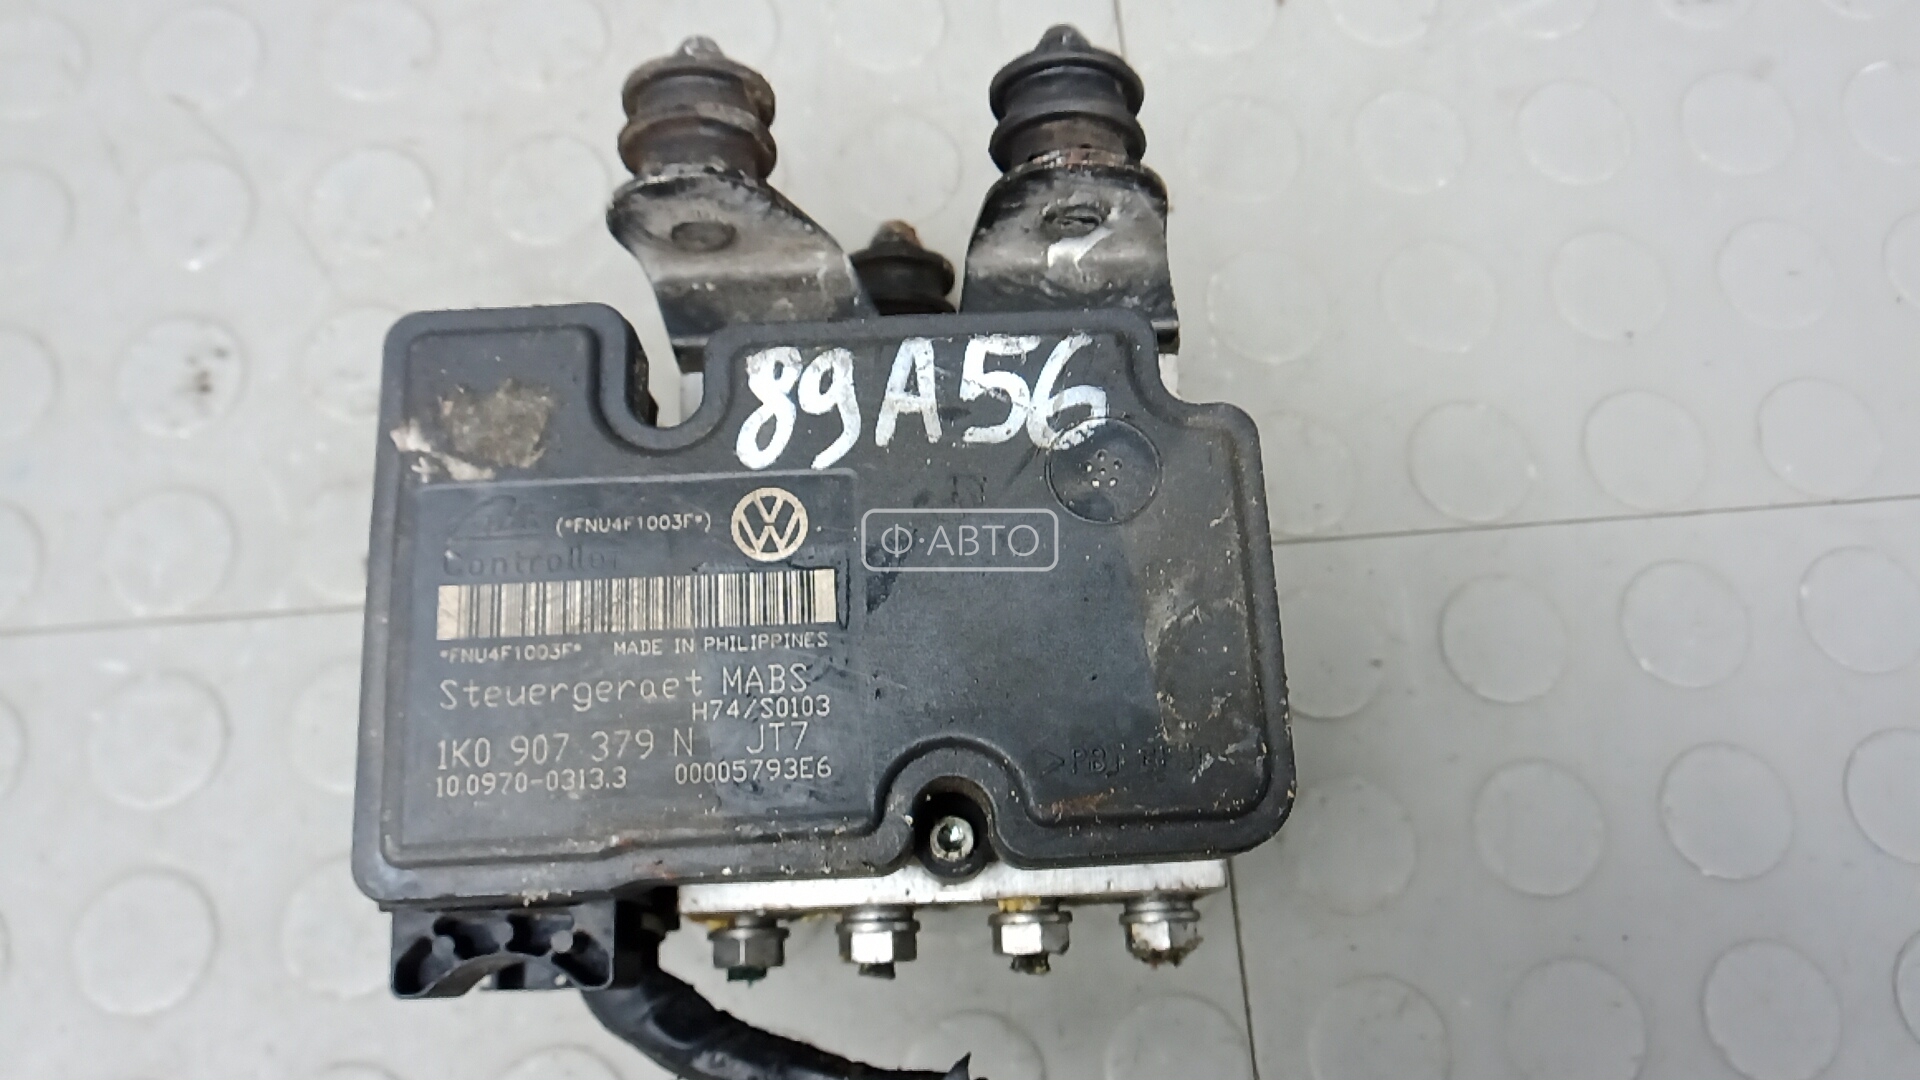 89A56
(*FNU4F1003F*)
Controller
Ф·АВТО
*FNU4F1003F* MADE IN PHILIPPINES
Steuergeraet MABS
H74/S0103
1K0 907 379 N JT7
10.0970-0313.3 00005793E6